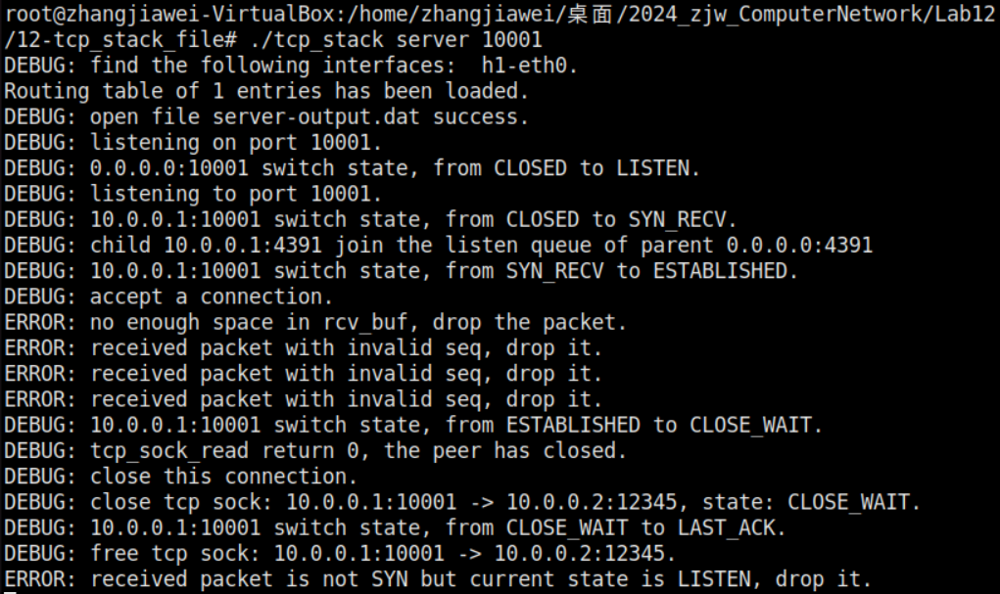 root@zhangjiawei-VirtualBox:/home/zhangjiawei/桌面/2024_zjw_ComputerNetwork/Lab12
/12-tcp_stack_file# ./tcp_stack server 10001
DEBUG: find the following interfaces:  h1-eth0.
Routing table of 1 entries has been loaded.
DEBUG: open file server-output.dat success.
DEBUG: listening on port 10001.
DEBUG: 0.0.0.0:10001 switch state, from CLOSED to LISTEN.
DEBUG: listening to port 10001.
DEBUG: 10.0.0.1:10001 switch state, from CLOSED to SYN_RECV.
DEBUG: child 10.0.0.1:4391 join the listen queue of parent 0.0.0.0:4391
DEBUG: 10.0.0.1:10001 switch state, from SYN_RECV to ESTABLISHED.
DEBUG: accept a connection.
ERROR: no enough space in rcv_buf, drop the packet.
ERROR: received packet with invalid seq, drop it.
ERROR: received packet with invalid seq, drop it.
ERROR: received packet with invalid seq, drop it.
DEBUG: 10.0.0.1:10001 switch state, from ESTABLISHED to CLOSE_WAIT.
DEBUG: tcp_sock_read return 0, the peer has closed.
DEBUG: close this connection.
DEBUG: close tcp sock: 10.0.0.1:10001 -> 10.0.0.2:12345, state: CLOSE_WAIT.
DEBUG: 10.0.0.1:10001 switch state, from CLOSE_WAIT to LAST_ACK.
DEBUG: free tcp sock: 10.0.0.1:10001 -> 10.0.0.2:12345.
ERROR: received packet is not SYN but current state is LISTEN, drop it.